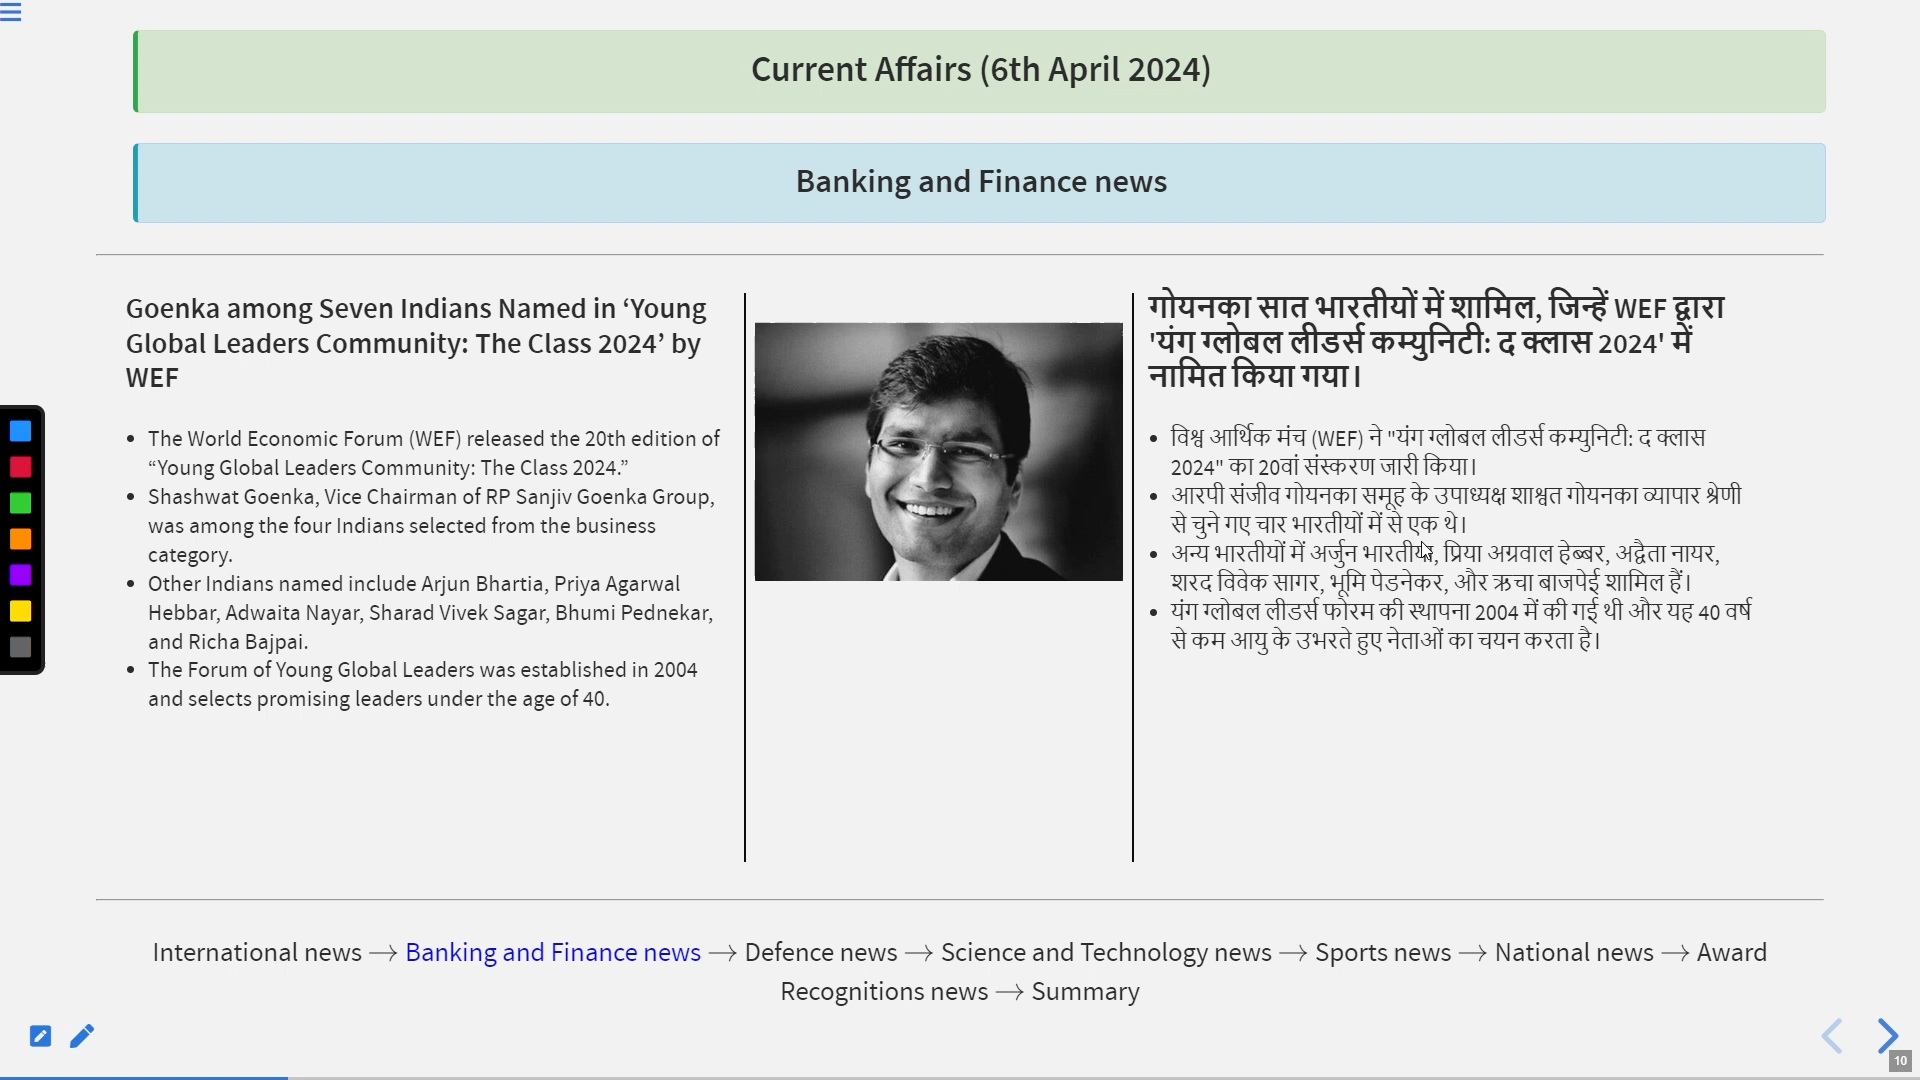 Current Affairs (6th April 2024)
Banking and Finance news
Goenka among Seven Indians Named in ‘Young
Global Leaders Community: The Class 2024’ by
WEF
• The World Economic Forum (WEF) released the 20th edition of
“Young Global Leaders Community: The Class 2024.”
• Shashwat Goenka, Vice Chairman of RP Sanjiv Goenka Group,
was among the four Indians selected from the business
category.
• Other Indians named include Arjun Bhartia, Priya Agarwal
Hebbar, Adwaita Nayar, Sharad Vivek Sagar, Bhumi Pednekar,
and Richa Bajpai.
• The Forum of Young Global Leaders was established in 2004
and selects promising leaders under the age of 40.
गोयनका सात भारतीयों में शामिल, जिन्हें WEF द्वारा
'यंग ग्लोबल लीडर्स कम्युनिटी: द क्लास 2024' में
नामित किया गया।
• विश्व आर्थिक मंच (WEF) ने "यंग ग्लोबल लीडर्स कम्युनिटी: द क्लास
2024" का 20वां संस्करण जारी किया।
• आरपी संजीव गोयनका समूह के उपाध्यक्ष शाश्वत गोयनका व्यापार श्रेणी
से चुने गए चार भारतीयों में से एक थे।
• अन्य भारतीयों में अर्जुन भारतीया, प्रिया अग्रवाल हेब्बर, अद्वैता नायर,
शरद विवेक सागर, भूमि पेडनेकर, और ऋचा बाजपेई शामिल हैं।
• यंग ग्लोबल लीडर्स फोरम की स्थापना 2004 में की गई थी और यह 40 वर्ष
से कम आयु के उभरते हुए नेताओं का चयन करता है।
International news → Banking and Finance news → Defence news → Science and Technology news → Sports news → National news → Award
Recognitions news → Summary
10